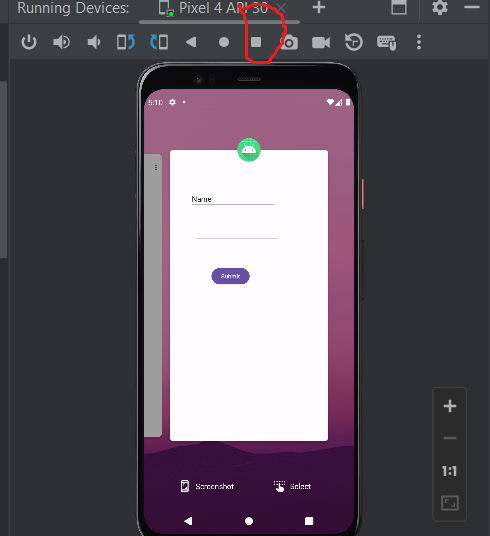 Running Devices: Pixel 4 API 30
5:10
Name
Submit
Screenshot Select
1:1